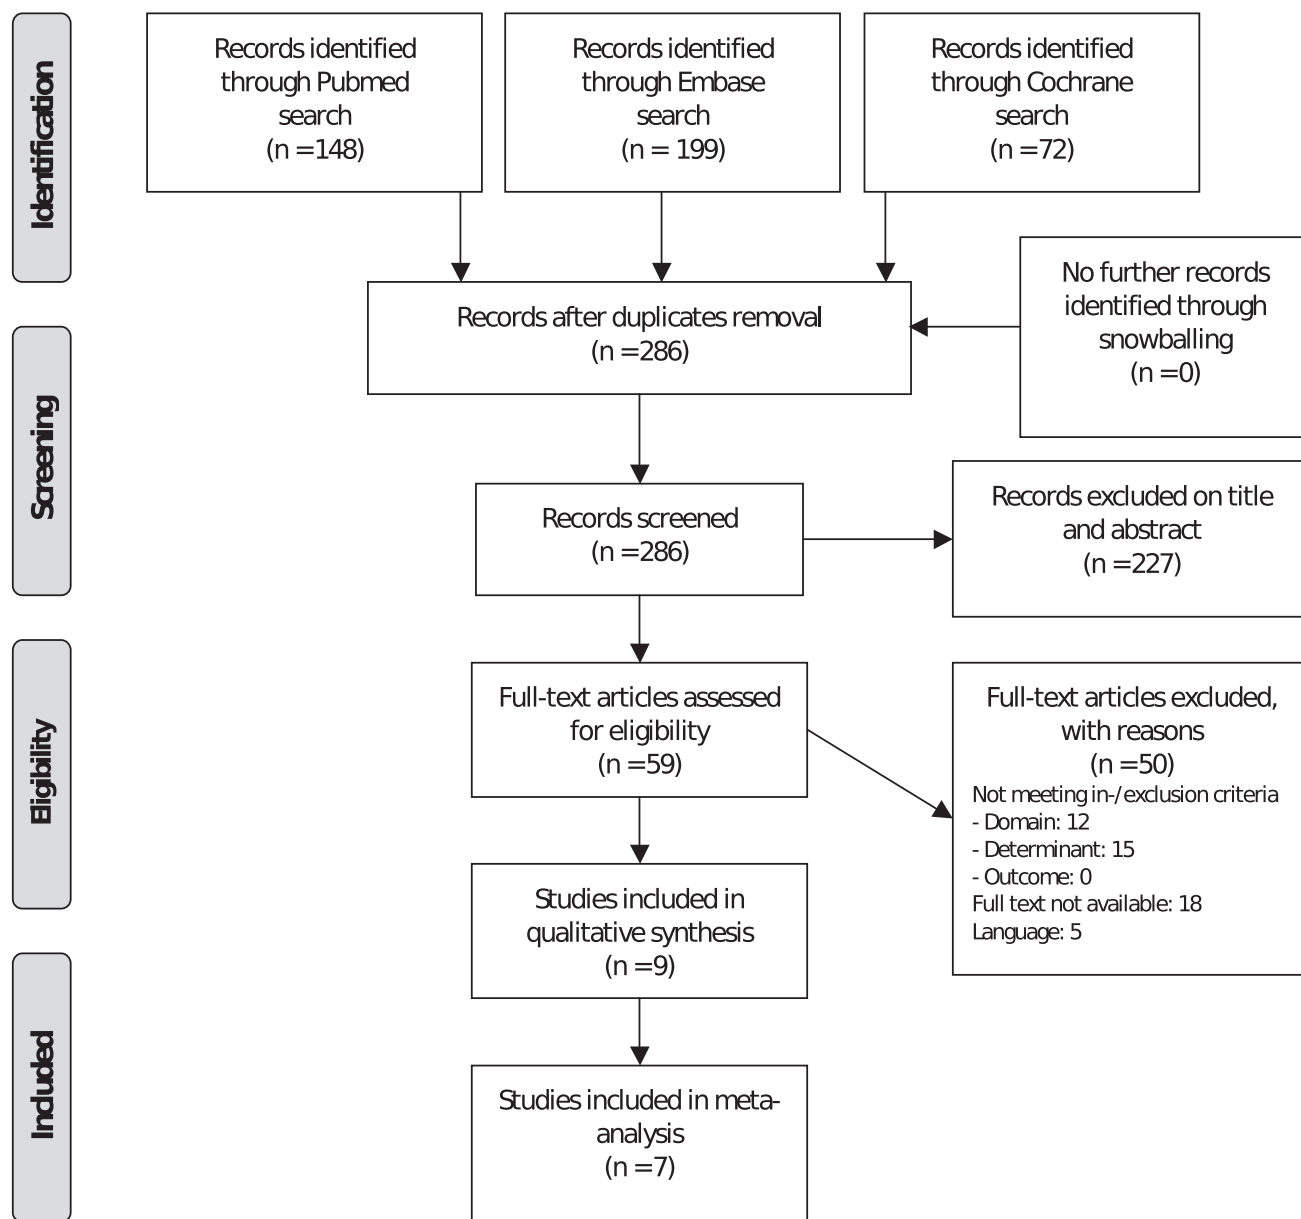 Identification
Records identified
through Pubmed
search
(n =148)
Records identified
through Embase
search
(n = 199)
Records identified
through Cochrane
search
(n =72)
No further records
identified through
snowballing
(n =0)
Records after duplicates removal
(n =286)
Screening
Records screened
(n =286)
Records excluded on title
and abstract
(n =227)
Eligibility
Full-text articles assessed
for eligibility
(n =59)
Full-text articles excluded,
with reasons
(n =50)
Not meeting in-/exclusion criteria
- Domain: 12
- Determinant: 15
- Outcome: 0
Full text not available: 18
Language: 5
Studies included in
qualitative synthesis
(n =9)
Included
Studies included in meta-
analysis
(n =7)